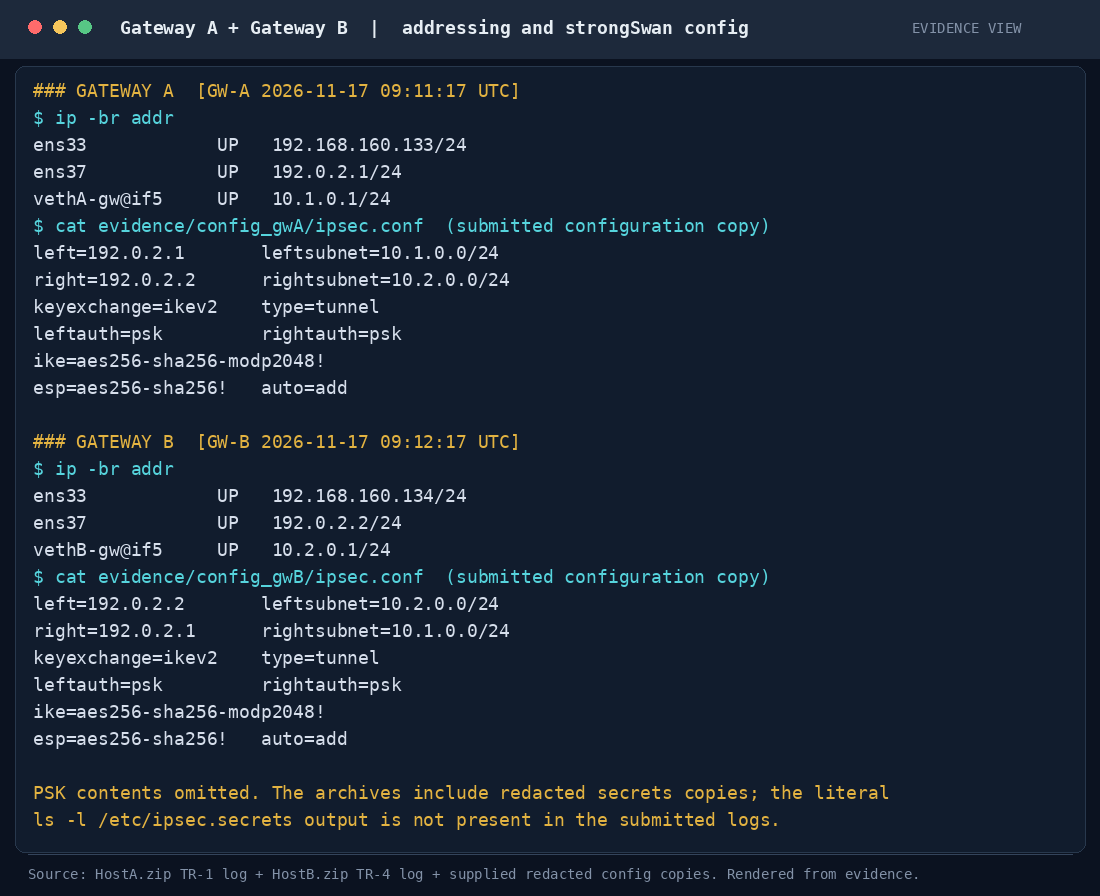 Gateway A + Gateway B | addressing and strongSwan config
EVIDENCE VIEW
### GATEWAY A [GW-A 2026-11-17 09:11:17 UTC]
$ ip -br addr
ens33 UP 192.168.160.133/24
ens37 UP 192.0.2.1/24
vethA-gw@if5 UP 10.1.0.1/24
$ cat evidence/config_gwA/ipsec.conf (submitted configuration copy)
left=192.0.2.1 leftsubnet=10.1.0.0/24
right=192.0.2.2 rightsubnet=10.2.0.0/24
keyexchange=ikev2 type=tunnel
leftauth=psk rightauth=psk
ike=aes256-sha256-modp2048!
esp=aes256-sha256! auto=add
### GATEWAY B [GW-B 2026-11-17 09:12:17 UTC]
$ ip -br addr
ens33 UP 192.168.160.134/24
ens37 UP 192.0.2.2/24
vethB-gw@if5 UP 10.2.0.1/24
$ cat evidence/config_gwB/ipsec.conf (submitted configuration copy)
left=192.0.2.2 leftsubnet=10.2.0.0/24
right=192.0.2.1 rightsubnet=10.1.0.0/24
keyexchange=ikev2 type=tunnel
leftauth=psk rightauth=psk
ike=aes256-sha256-modp2048!
esp=aes256-sha256! auto=add
PSK contents omitted. The archives include redacted secrets copies; the literal
ls -l /etc/ipsec.secrets output is not present in the submitted logs.
Source: HostA.zip TR-1 log + HostB.zip TR-4 log + supplied redacted config copies. Rendered from evidence.